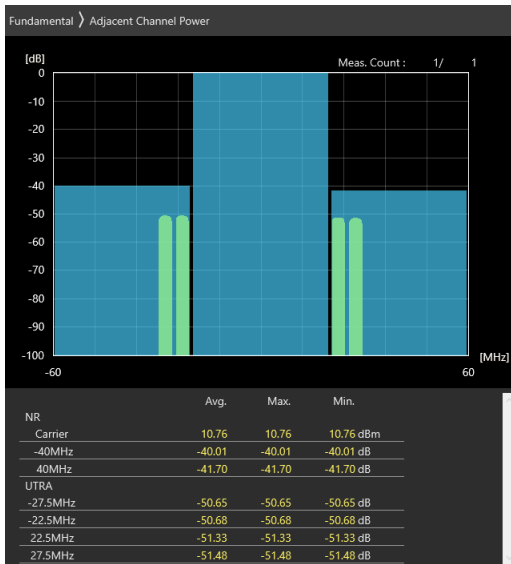 Fundamental 〉 Adjacent Channel Power
[dB]
Meas. Count : 1/ 1
0
-10
-20
-30
-40
-50
-60
-70
-80
-90
-100
[MHz]
-60 60
Avg. Max. Min.
NR
Carrier 10.76 10.76 10.76 dBm
-40MHz -40.01 -40.01 -40.01 dB
40MHz -41.70 -41.70 -41.70 dB
UTRA
-27.5MHz -50.65 -50.65 -50.65 dB
-22.5MHz -50.68 -50.68 -50.68 dB
22.5MHz -51.33 -51.33 -51.33 dB
27.5MHz -51.48 -51.48 -51.48 dB